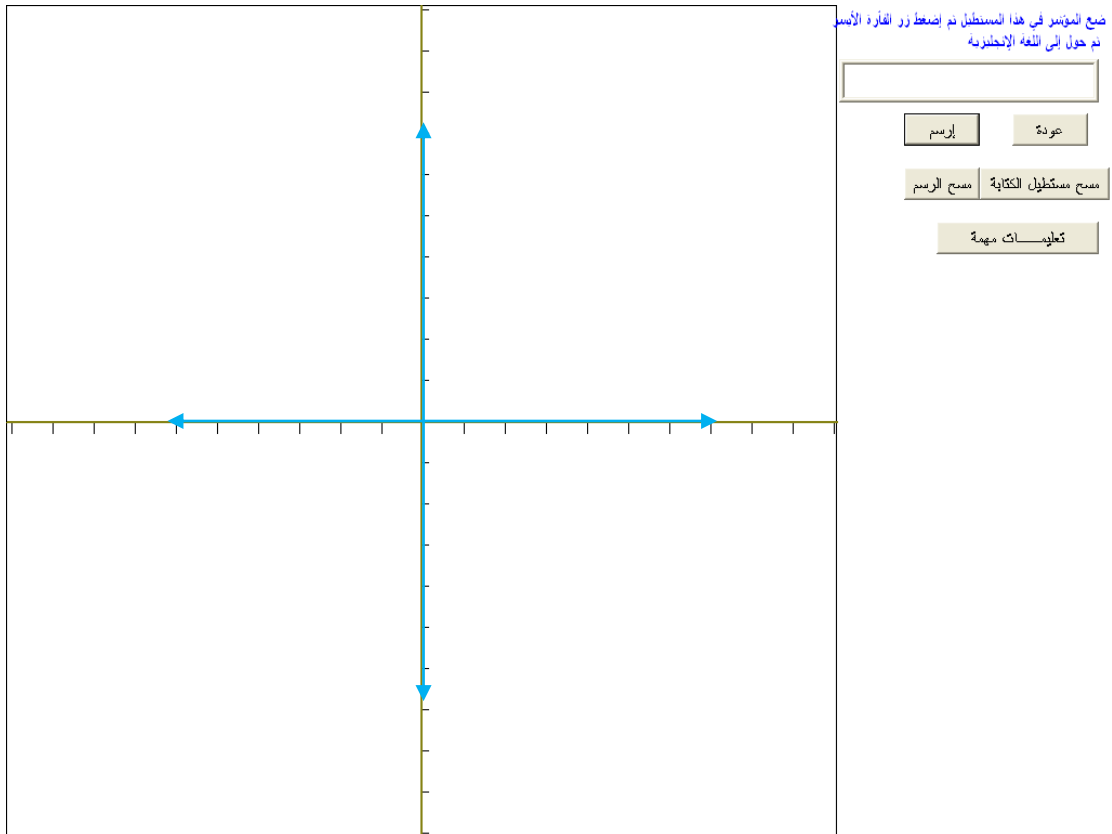 ضع المؤشر في هذا المستطيل ثم إضغط زر الفأرة الأيسر
ثم حول إلى اللغة الإنجليزية
عودة
إرسم
مسح مستطيل الكتابة
مسح الرسم
تعليمـــــات مهمة